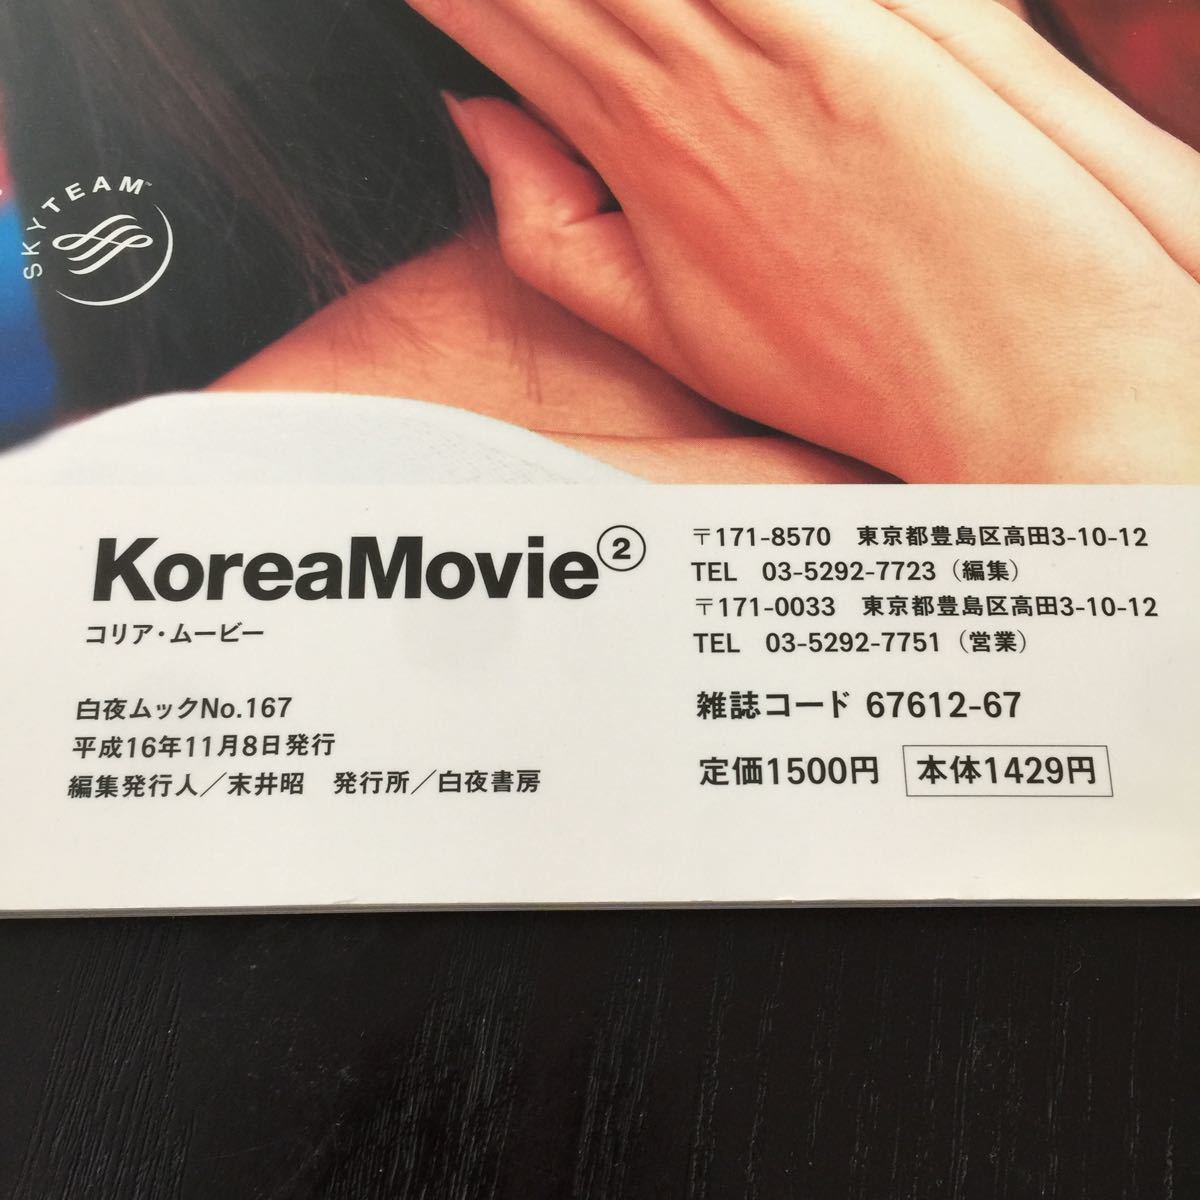 SKYTEAM™
KoreaMovie②
コリア・ムービー
白夜ムックNo.167
平成16年11月8日発行
編集発行人／末井昭　発行所／白夜書房
〒171-8570　東京都豊島区高田3-10-12
TEL　03-5292-7723（編集）
〒171-0033　東京都豊島区高田3-10-12
TEL　03-5292-7751（営業）
雑誌コード 67612-67
定価1500円　本体1429円